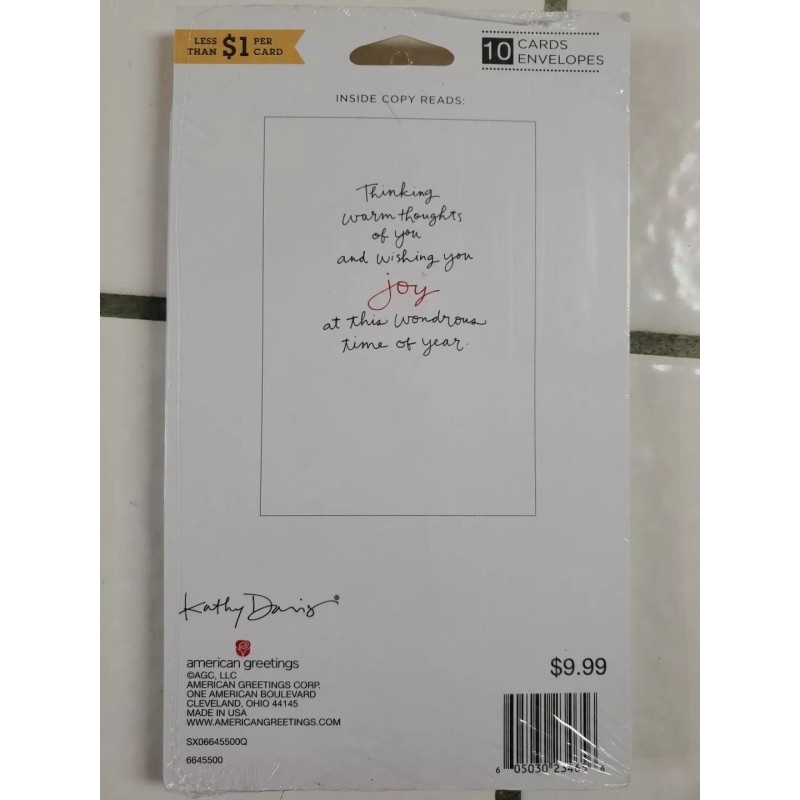 LESS THAN $1 PER CARD
10 CARDS ENVELOPES
INSIDE COPY READS:
Thinking
warm thoughts
of you
and wishing you
joy
at this wondrous
time of year.
Kathy Davis®
american greetings
©AGC, LLC
AMERICAN GREETINGS CORP.
ONE AMERICAN BOULEVARD
CLEVELAND, OHIO 44145
MADE IN USA
WWW.AMERICANGREETINGS.COM
SX06645500Q
6645500
$9.99
6 05030